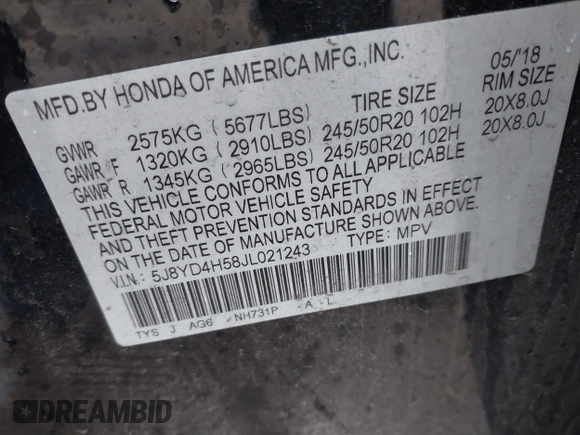 MFD.BY HONDA OF AMERICA MFG.,INC. 05/'18
TIRE SIZE RIM SIZE
GVWR 2575KG (5677LBS)
GAWR F 1320KG (2910LBS) 245/50R20 102H 20X8.0J
GAWR R 1345KG (2965LBS) 245/50R20 102H 20X8.0J
THIS VEHICLE CONFORMS TO ALL APPLICABLE
FEDERAL MOTOR VEHICLE SAFETY
AND THEFT PREVENTION STANDARDS IN EFFECT
ON THE DATE OF MANUFACTURE SHOWN ABOVE.
V.I.N.: 5J8YD4H58JL021243 TYPE: MPV
TYS J AG6 -NH731P -A -L
DREAMBID